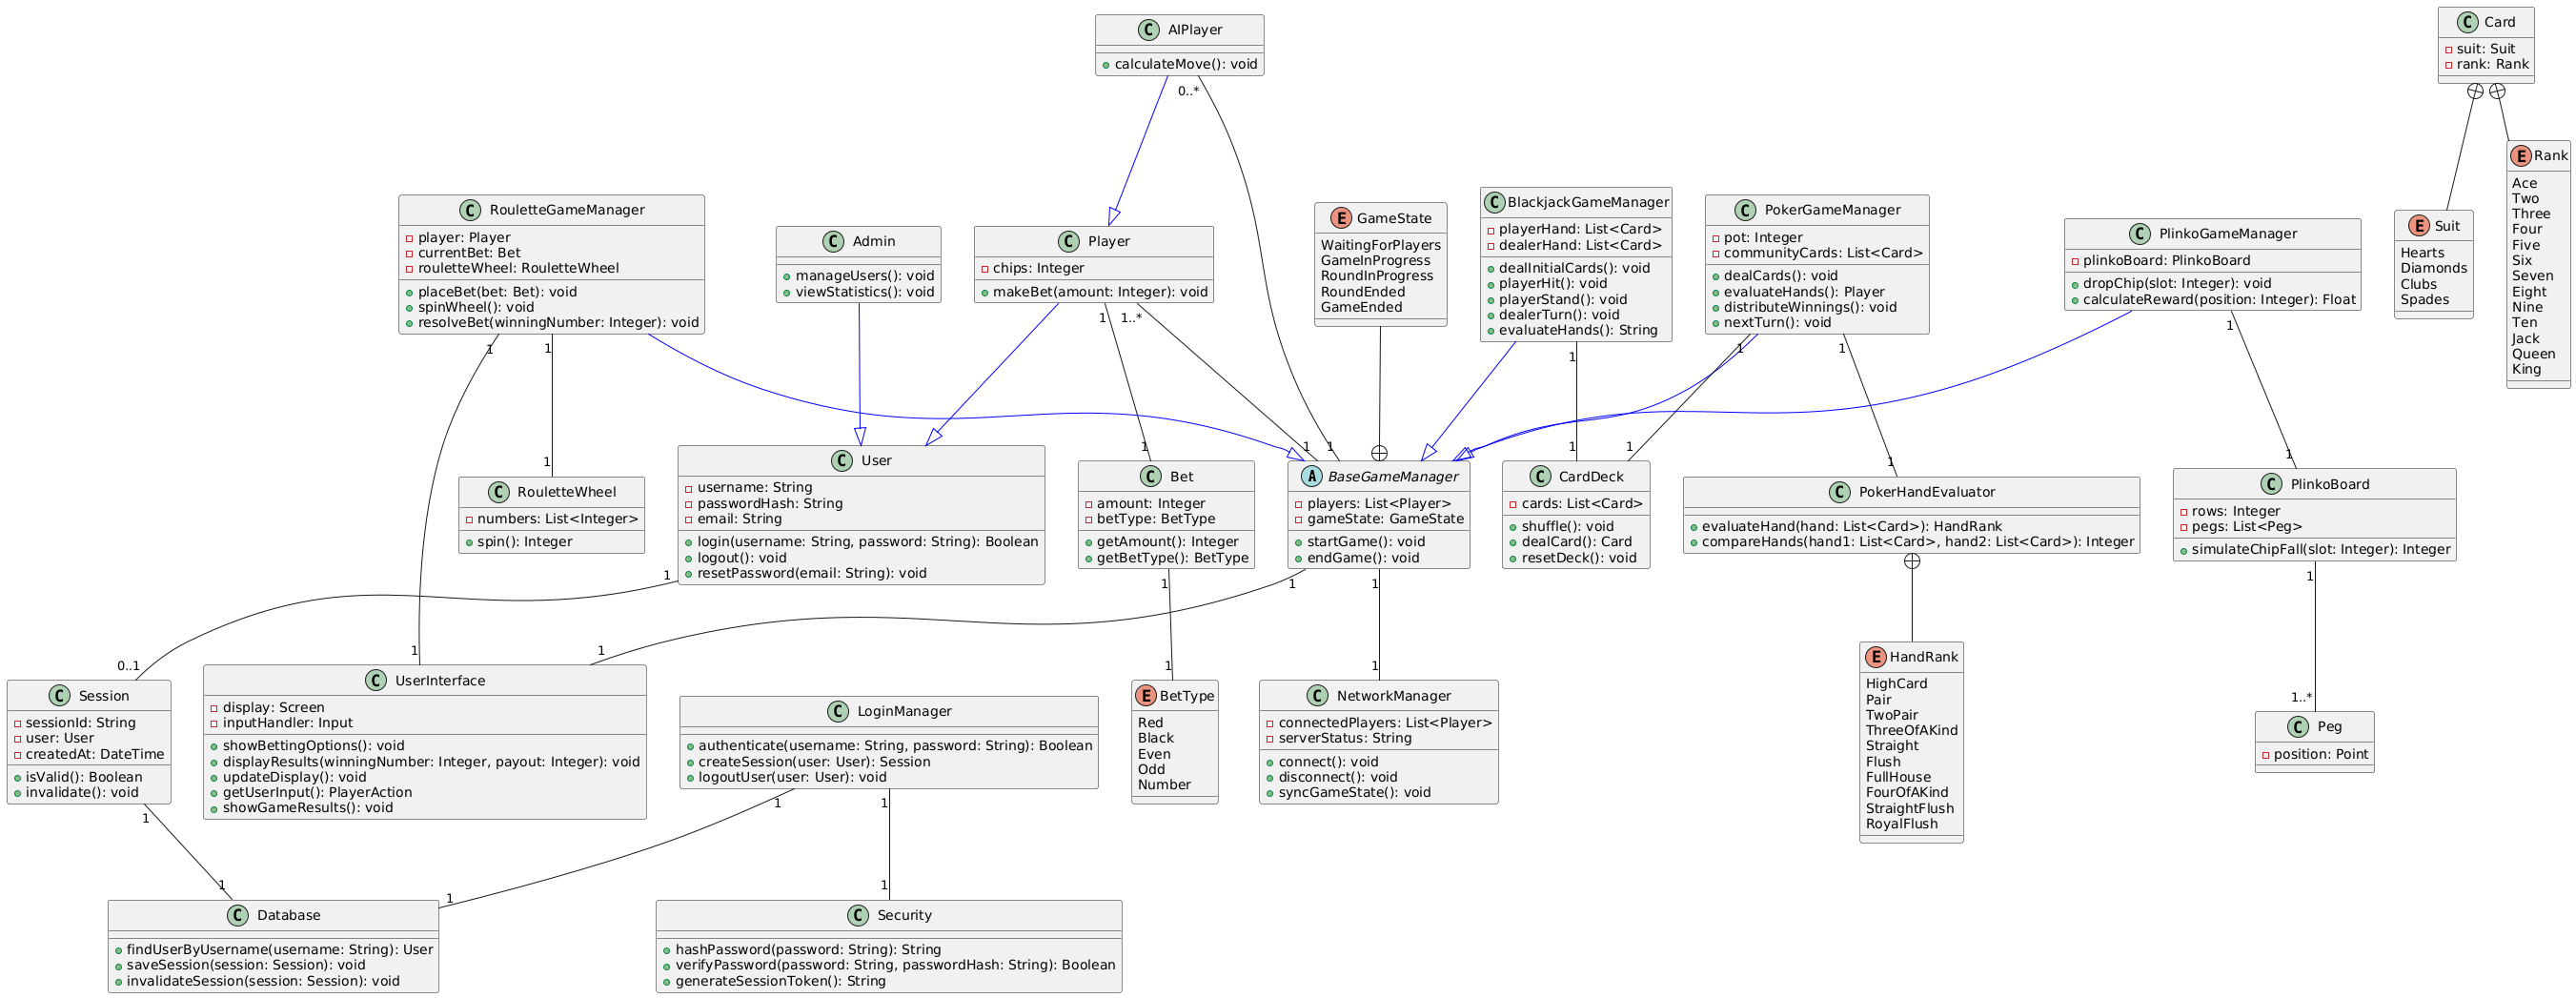 C AIPlayer
+ calculateMove(): void
0..*
C Card
suit: Suit
rank: Rank
E Rank
Ace
Two
Three
Four
Five
Six
Seven
Eight
Nine
Ten
Jack
Queen
King
E Suit
Hearts
Diamonds
Clubs
Spades
C RouletteGameManager
player: Player
currentBet: Bet
rouletteWheel: RouletteWheel
placeBet(bet: Bet): void
spinWheel(): void
resolveBet(winningNumber: Integer): void
1
1
C Admin
manageUsers(): void
viewStatistics(): void
C Player
chips: Integer
makeBet(amount: Integer): void
1
1..*
E GameState
WaitingForPlayers
GameInProgress
RoundInProgress
RoundEnded
GameEnded
C BlackjackGameManager
playerHand: List<Card>
dealerHand: List<Card>
dealInitialCards(): void
playerHit(): void
playerStand(): void
dealerTurn(): void
evaluateHands(): String
1
C PokerGameManager
pot: Integer
communityCards: List<Card>
dealCards(): void
evaluateHands(): Player
distributeWinnings(): void
nextTurn(): void
1
1
C PlinkoGameManager
plinkoBoard: PlinkoBoard
dropChip(slot: Integer): void
calculateReward(position: Integer): Float
1
1
C RouletteWheel
numbers: List<Integer>
spin(): Integer
C User
username: String
passwordHash: String
email: String
login(username: String, password: String): Boolean
logout(): void
resetPassword(email: String): void
1
1
C Bet
amount: Integer
betType: BetType
getAmount(): Integer
getBetType(): BetType
1
1
1
A BaseGameManager
players: List<Player>
gameState: GameState
startGame(): void
endGame(): void
1
1
1
1
C CardDeck
cards: List<Card>
shuffle(): void
dealCard(): Card
resetDeck(): void
1
C PokerHandEvaluator
evaluateHand(hand: List<Card>): HandRank
compareHands(hand1: List<Card>, hand2: List<Card>): Integer
1
C PlinkoBoard
rows: Integer
pegs: List<Peg>
simulateChipFall(slot: Integer): Integer
1
0..1
C Session
sessionId: String
user: User
createdAt: DateTime
isValid(): Boolean
invalidate(): void
1
1
1
C UserInterface
display: Screen
inputHandler: Input
showBettingOptions(): void
displayResults(winningNumber: Integer, payout: Integer): void
updateDisplay(): void
getUserInput(): PlayerAction
showGameResults(): void
C LoginManager
authenticate(username: String, password: String): Boolean
createSession(user: User): Session
logoutUser(user: User): void
1
1
1
E BetType
Red
Black
Even
Odd
Number
1
C NetworkManager
connectedPlayers: List<Player>
serverStatus: String
connect(): void
disconnect(): void
syncGameState(): void
E HandRank
HighCard
Pair
TwoPair
ThreeOfAKind
Straight
Flush
FullHouse
FourOfAKind
StraightFlush
RoyalFlush
1..*
C Peg
position: Point
1
1
C Database
findUserByUsername(username: String): User
saveSession(session: Session): void
invalidateSession(session: Session): void
1
C Security
hashPassword(password: String): String
verifyPassword(password: String, passwordHash: String): Boolean
generateSessionToken(): String